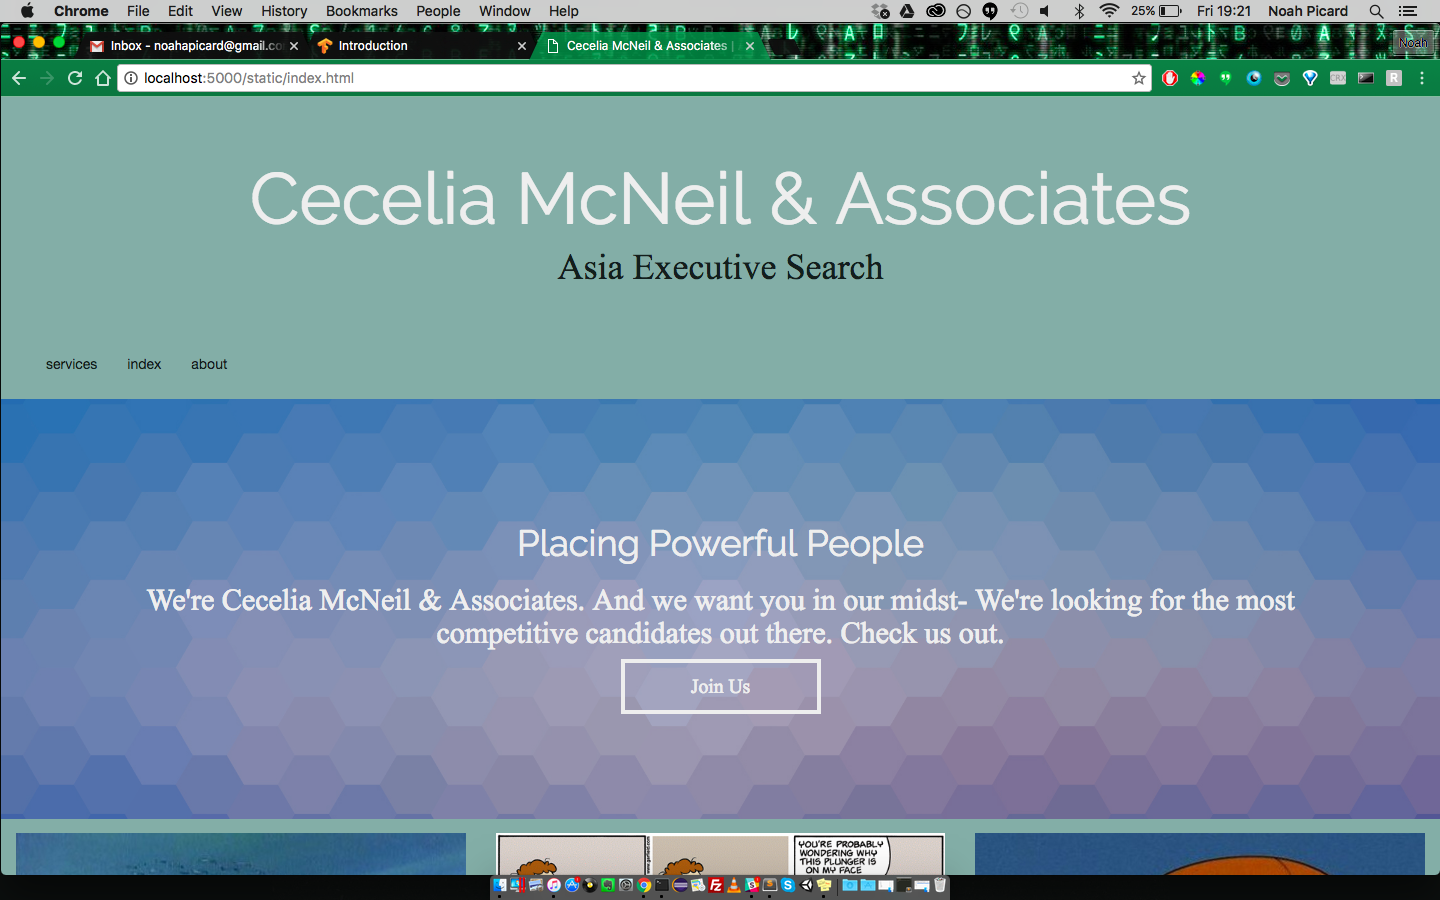 Chrome File Edit View History Bookmarks People Window Help 25% Fri 19:21 Noah Picard
Inbox - noahapicard@gmail.co Introduction Cecelia McNeil & Associates | Noah
localhost:5000/static/index.html CRX R
Cecelia McNeil & Associates
Asia Executive Search
services index about
Placing Powerful People
We're Cecelia McNeil & Associates. And we want you in our midst- We're looking for the most
competitive candidates out there. Check us out.
Join Us
YOU'RE PROBABLY
WONDERING WHY
THIS PLUNGER IS
ON MY FACE